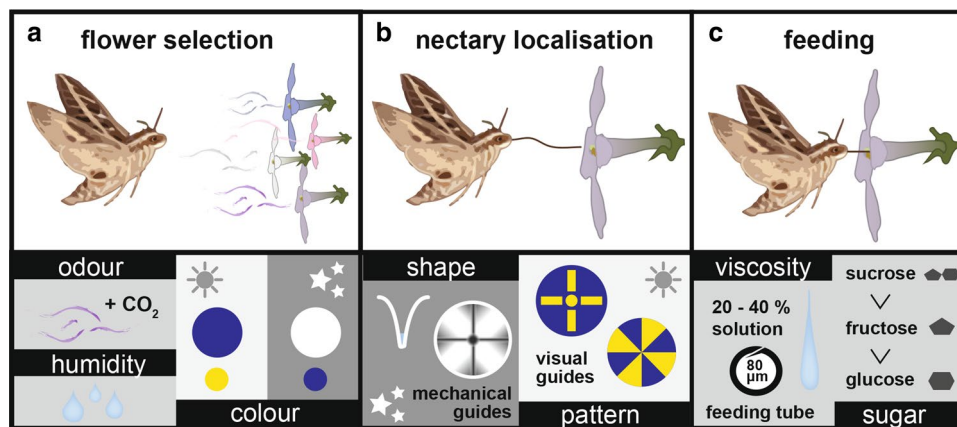 a
flower selection
b
nectary localisation
c
feeding
odour
+ CO₂
humidity
colour
shape
mechanical
guides
visual
guides
pattern
viscosity
20 - 40 %
solution
80
µm
feeding tube
sucrose
fructose
glucose
sugar